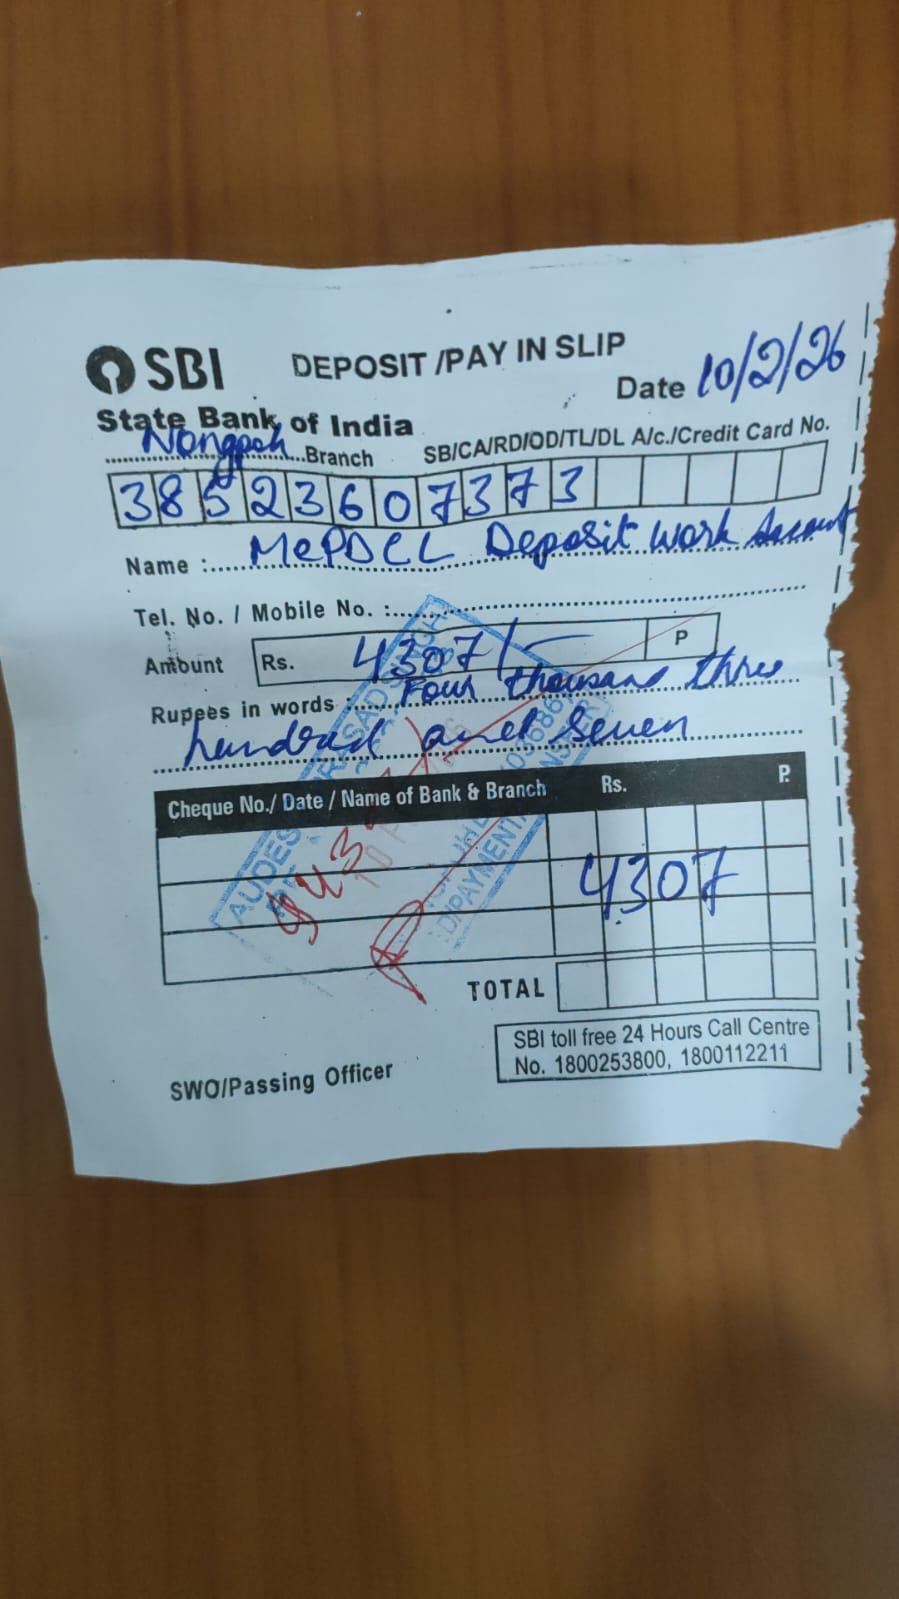 SBI DEPOSIT /PAY IN SLIP
Date 10/2/26
State Bank of India
Nongpoh Branch SB/CA/RD/OD/TL/DL A/c./Credit Card No.
38523607373
Name : MePDCL Deposit work Account
Tel. No. / Mobile No. :
Amount Rs. 4307/- P
Rupees in words : Four thousand three
hundred and seven
Cheque No./ Date / Name of Bank & Branch Rs. P.
4307
TOTAL
SBI toll free 24 Hours Call Centre
No. 1800253800, 1800112211
SWO/Passing Officer